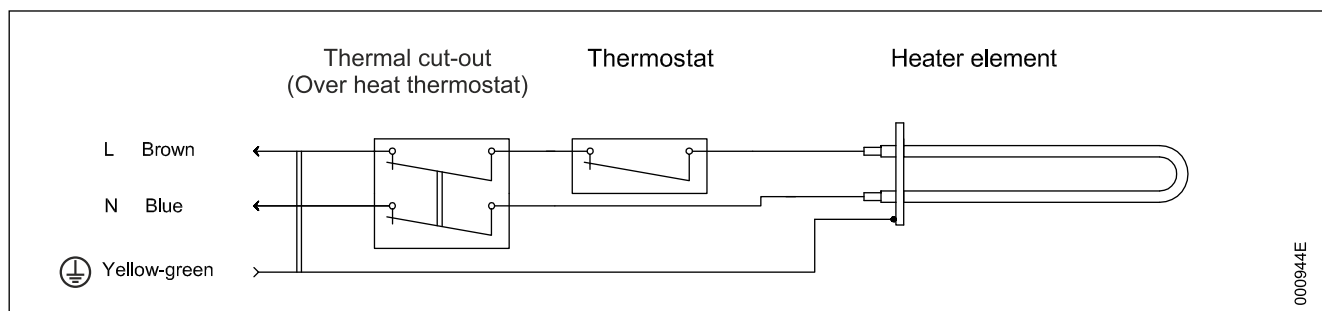 Thermal cut-out
(Over heat thermostat)
Thermostat
Heater element
L Brown
N Blue
Yellow-green
000944E